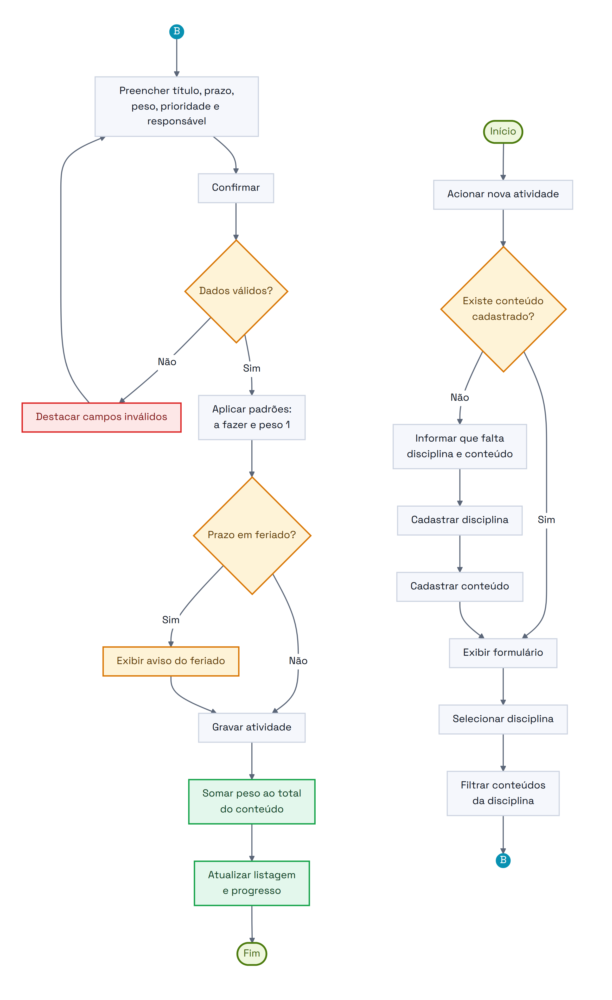 B
Preencher título, prazo,
peso, prioridade e
responsável
Confirmar
Dados válidos?
Não
Sim
Destacar campos inválidos
Aplicar padrões:
a fazer e peso 1
Prazo em feriado?
Sim
Não
Exibir aviso do feriado
Gravar atividade
Somar peso ao total
do conteúdo
Atualizar listagem
e progresso
Fim
Início
Acionar nova atividade
Existe conteúdo
cadastrado?
Não
Sim
Informar que falta
disciplina e conteúdo
Cadastrar disciplina
Cadastrar conteúdo
Exibir formulário
Selecionar disciplina
Filtrar conteúdos
da disciplina
B